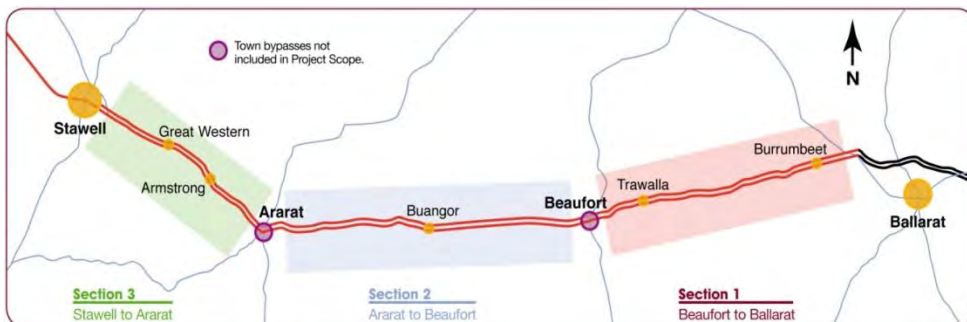 Town bypasses not
included in Project Scope.
N
Stawell
Great Western
Armstrong
Ararat
Buangor
Beaufort
Trawalla
Burrumbeet
Ballarat
Section 3
Stawell to Ararat
Section 2
Ararat to Beaufort
Section 1
Beaufort to Ballarat